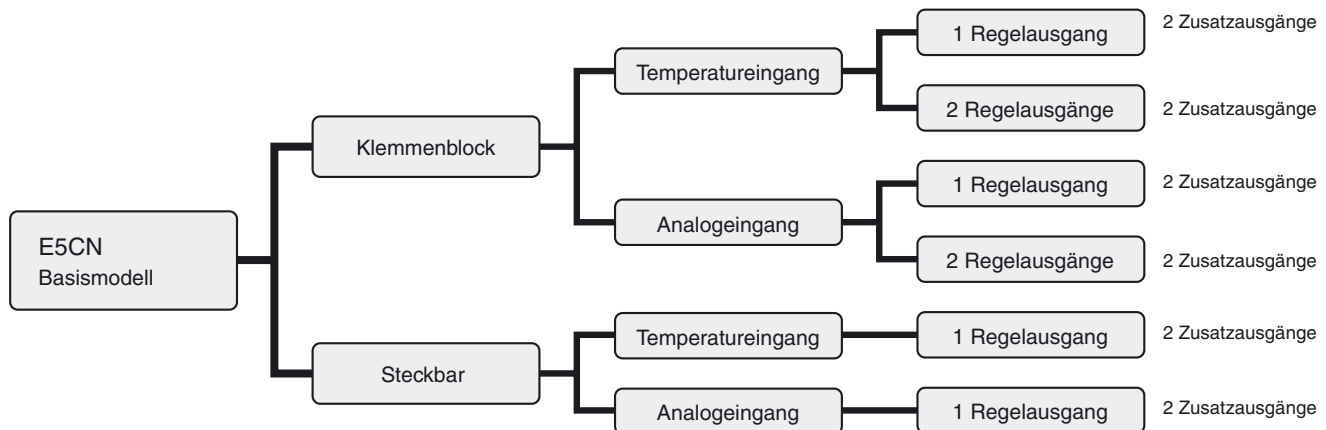 1 Regelausgang
2 Zusatzausgänge
Temperatureingang
2 Regelausgänge
2 Zusatzausgänge
Klemmenblock
1 Regelausgang
2 Zusatzausgänge
Analogeingang
2 Regelausgänge
2 Zusatzausgänge
E5CN
Basismodell
Temperatureingang
1 Regelausgang
2 Zusatzausgänge
Steckbar
Analogeingang
1 Regelausgang
2 Zusatzausgänge